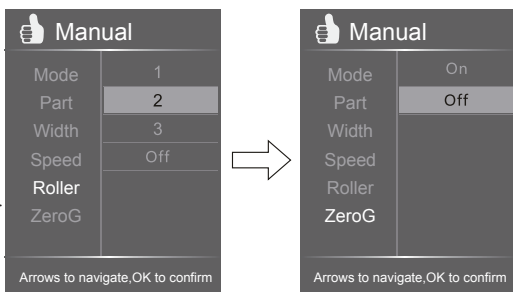 Manual
Mode 1
Part 2
Width 3
Speed Off
Roller
ZeroG
Arrows to navigate,OK to confirm
Manual
Mode On
Part Off
Width
Speed
Roller
ZeroG
Arrows to navigate,OK to confirm